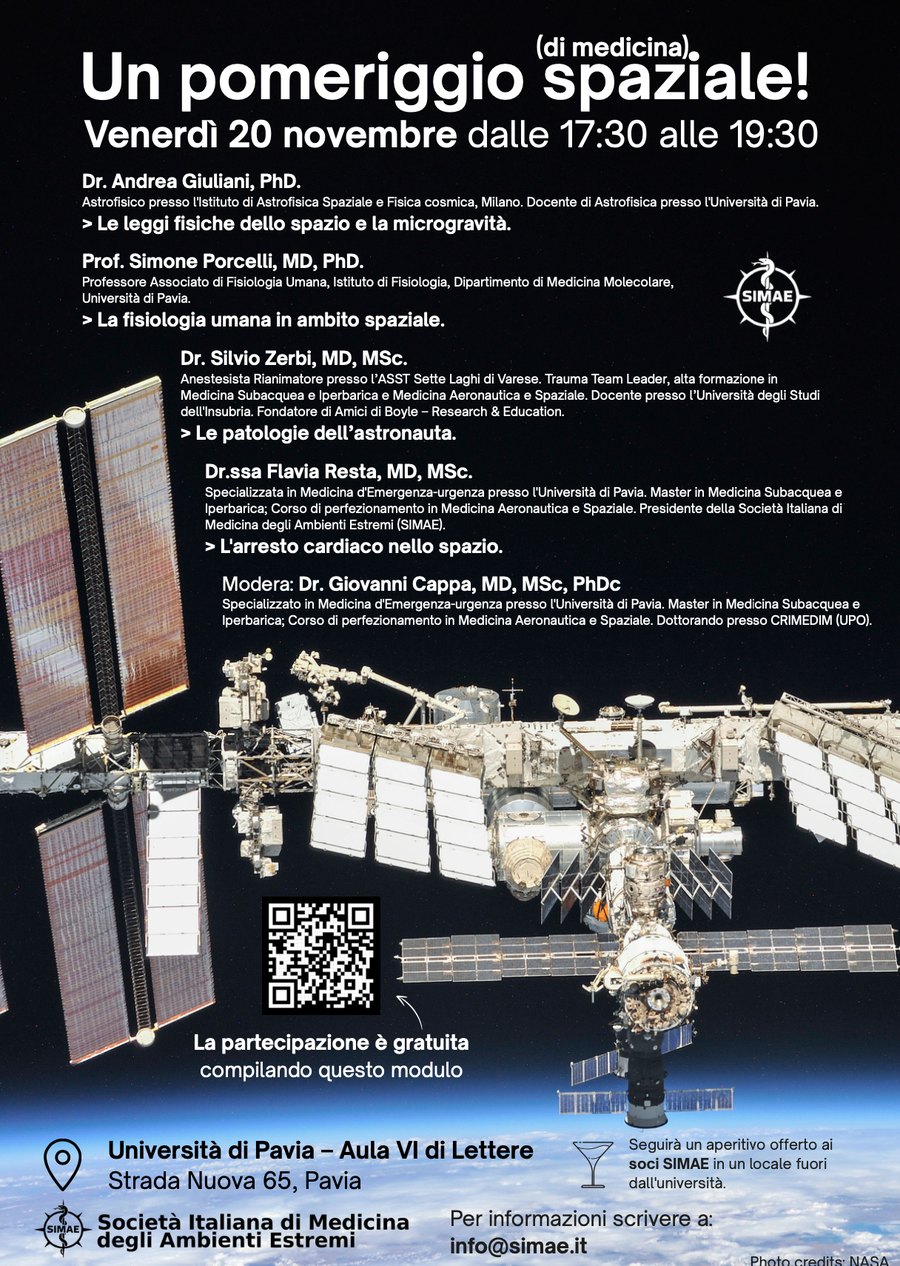 (di medicina)
Un pomeriggio spaziale!
Venerdì 20 novembre dalle 17:30 alle 19:30
Dr. Andrea Giuliani, PhD.
Astrofisico presso l'Istituto di Astrofisica Spaziale e Fisica cosmica, Milano. Docente di Astrofisica presso l'Università di Pavia.
> Le leggi fisiche dello spazio e la microgravità.
Prof. Simone Porcelli, MD, PhD.
Professore Associato di Fisiologia Umana, Istituto di Fisiologia, Dipartimento di Medicina Molecolare,
Università di Pavia.
> La fisiologia umana in ambito spaziale.
SIMAE
Dr. Silvio Zerbi, MD, MSc.
Anestesista Rianimatore presso l’ASST Sette Laghi di Varese. Trauma Team Leader, alta formazione in
Medicina Subacquea e Iperbarica e Medicina Aeronautica e Spaziale. Docente presso l’Università degli Studi
dell'Insubria. Fondatore di Amici di Boyle – Research & Education.
> Le patologie dell’astronauta.
Dr.ssa Flavia Resta, MD, MSc.
Specializzata in Medicina d'Emergenza-urgenza presso l'Università di Pavia. Master in Medicina Subacquea e
Iperbarica; Corso di perfezionamento in Medicina Aeronautica e Spaziale. Presidente della Società Italiana di
Medicina degli Ambienti Estremi (SIMAE).
> L'arresto cardiaco nello spazio.
Modera: Dr. Giovanni Cappa, MD, MSc, PhDc
Specializzato in Medicina d'Emergenza-urgenza presso l'Università di Pavia. Master in Medicina Subacquea e
Iperbarica; Corso di perfezionamento in Medicina Aeronautica e Spaziale. Dottorando presso CRIMEDIM (UPO).
La partecipazione è gratuita
compilando questo modulo
Università di Pavia – Aula VI di Lettere
Strada Nuova 65, Pavia
Seguirà un aperitivo offerto ai
soci SIMAE in un locale fuori
dall'università.
SIMAE
Società Italiana di Medicina
degli Ambienti Estremi
Per informazioni scrivere a:
info@simae.it
Photo credits: NASA